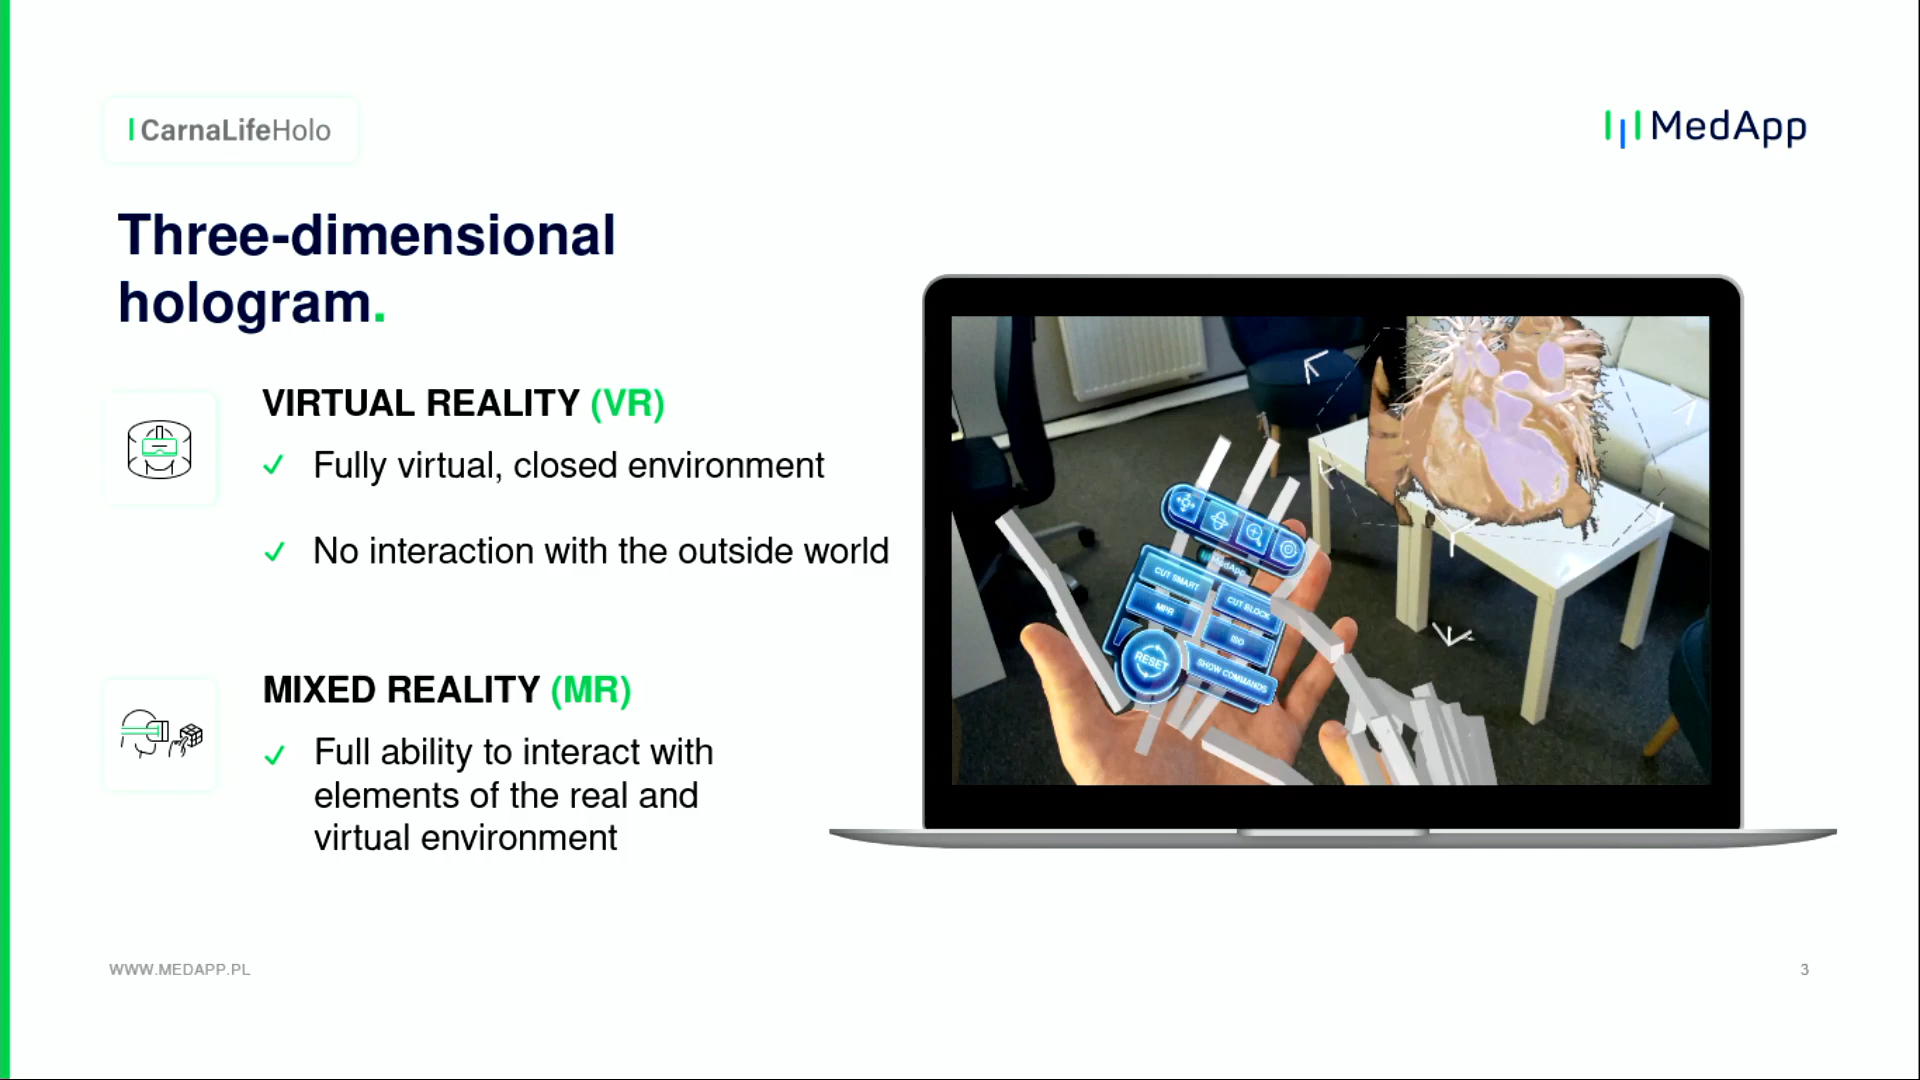 CarnaLifeHolo
MedApp
Three-dimensional
hologram.
VIRTUAL REALITY (VR)
Fully virtual, closed environment
No interaction with the outside world
MIXED REALITY (MR)
Full ability to interact with
elements of the real and
virtual environment
MedApp
CUT SMART
CUT BLOCK
MPR
ISO
RESET
SHOW COMMANDS
WWW.MEDAPP.PL
3